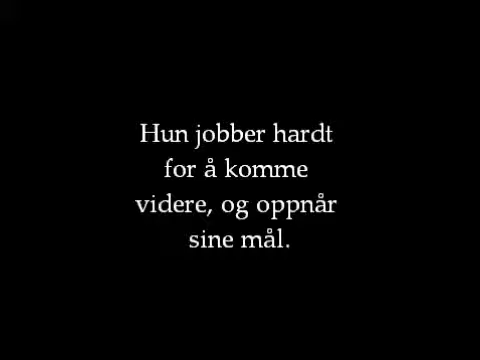 Hun jobber hardt
for å komme
videre, og oppnår
sine mål.